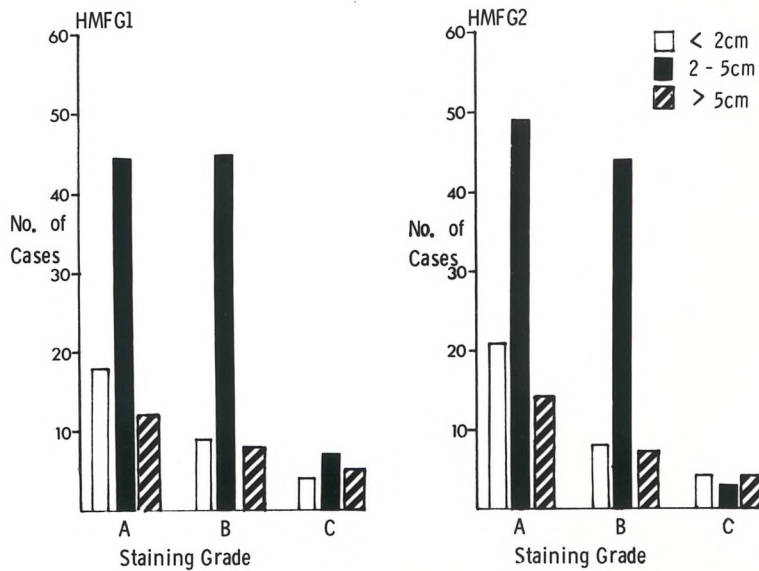 HMFG1
60
50
40
No. of
Cases
30
20
10
A B C
Staining Grade
HMFG2
60
50
40
No. of
Cases
30
20
10
A B C
Staining Grade
< 2cm
2 - 5cm
> 5cm